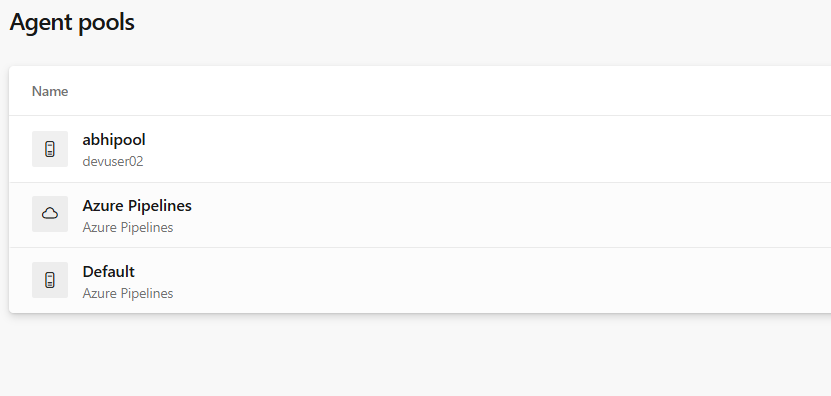 Agent pools
Name
abhipool
devuser02
Azure Pipelines
Azure Pipelines
Default
Azure Pipelines